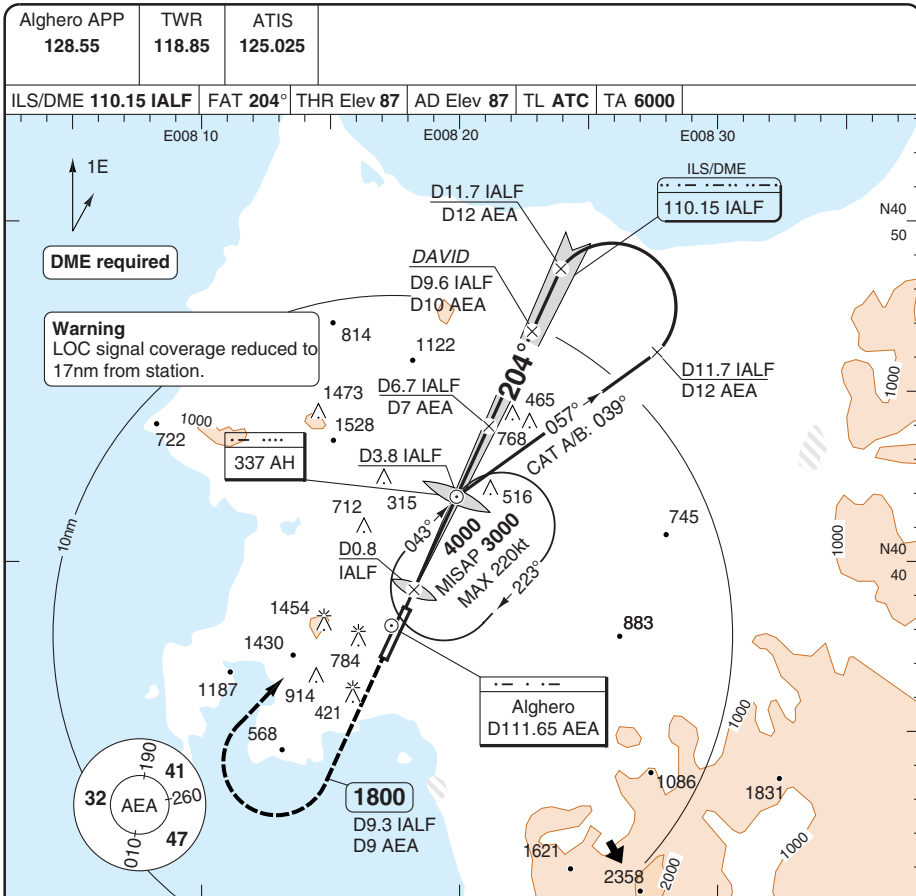 Alghero APP
128.55
TWR
118.85
ATIS
125.025
ILS/DME 110.15 IALF
FAT 204°
THR Elev 87
AD Elev 87
TL ATC
TA 6000
E008 10
E008 20
E008 30
1E
ILS/DME
110.15 IALF
D11.7 IALF
D12 AEA
N40
50
DME required
DAVID
D9.6 IALF
D10 AEA
Warning
LOC signal coverage reduced to
17nm from station.
814
1122
204°
D11.7 IALF
D12 AEA
1000
D6.7 IALF
D7 AEA
1473
465
1000
722
1528
768
057°
CAT A/B: 039°
337 AH
D3.8 IALF
315
516
712
043°
4000
MISAP 3000
MAX 220kt
223°
745
1000
N40
40
10nm
D0.8
IALF
1454
784
883
1430
1187
914
421
Alghero
D111.65 AEA
568
1000
190
41
32
AEA
260
47
010
1800
D9.3 IALF
D9 AEA
1086
1831
1000
1621
2358
2000